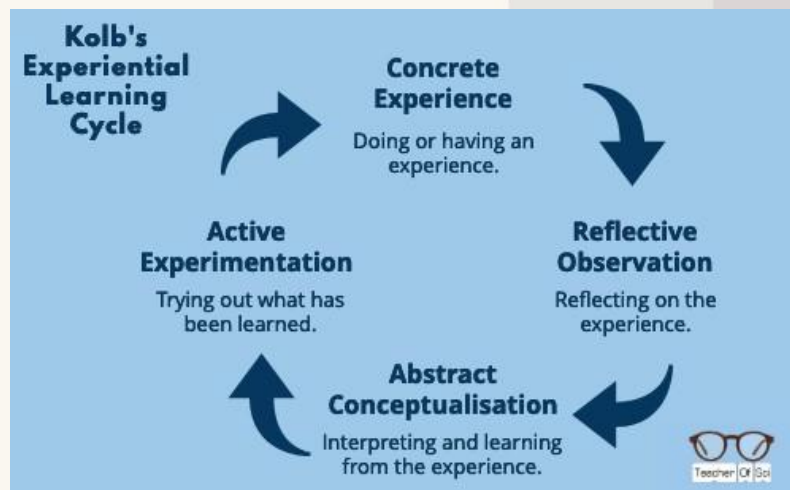 Kolb's
Experiential
Learning
Cycle
Concrete
Experience
Doing or having an
experience.
Reflective
Observation
Reflecting on the
experience.
Abstract
Conceptualisation
Interpreting and learning
from the experience.
Active
Experimentation
Trying out what has
been learned.
Teacher Of Sci